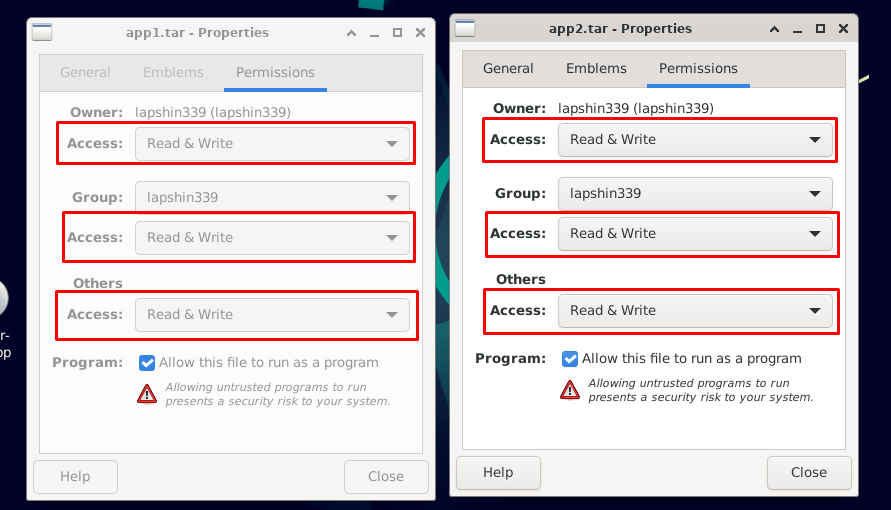 app1.tar - Properties
General Emblems Permissions
Owner: lapshin339 (lapshin339)
Access: Read & Write
Group: lapshin339
Access: Read & Write
Others
Access: Read & Write
Program: Allow this file to run as a program
Allowing untrusted programs to run
presents a security risk to your system.
Help Close
app2.tar - Properties
General Emblems Permissions
Owner: lapshin339 (lapshin339)
Access: Read & Write
Group: lapshin339
Access: Read & Write
Others
Access: Read & Write
Program: Allow this file to run as a program
Allowing untrusted programs to run
presents a security risk to your system.
Help Close